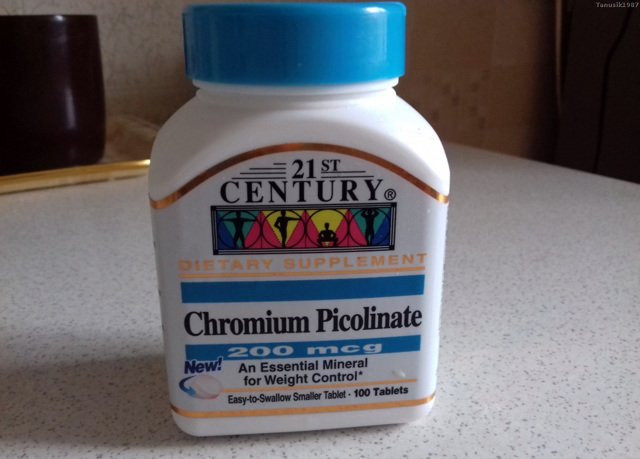 Tanusik1987
21ST
CENTURY®
DIETARY SUPPLEMENT
Chromium Picolinate
200 mcg
New!
An Essential Mineral
for Weight Control*
Easy-to-Swallow Smaller Tablet · 100 Tablets